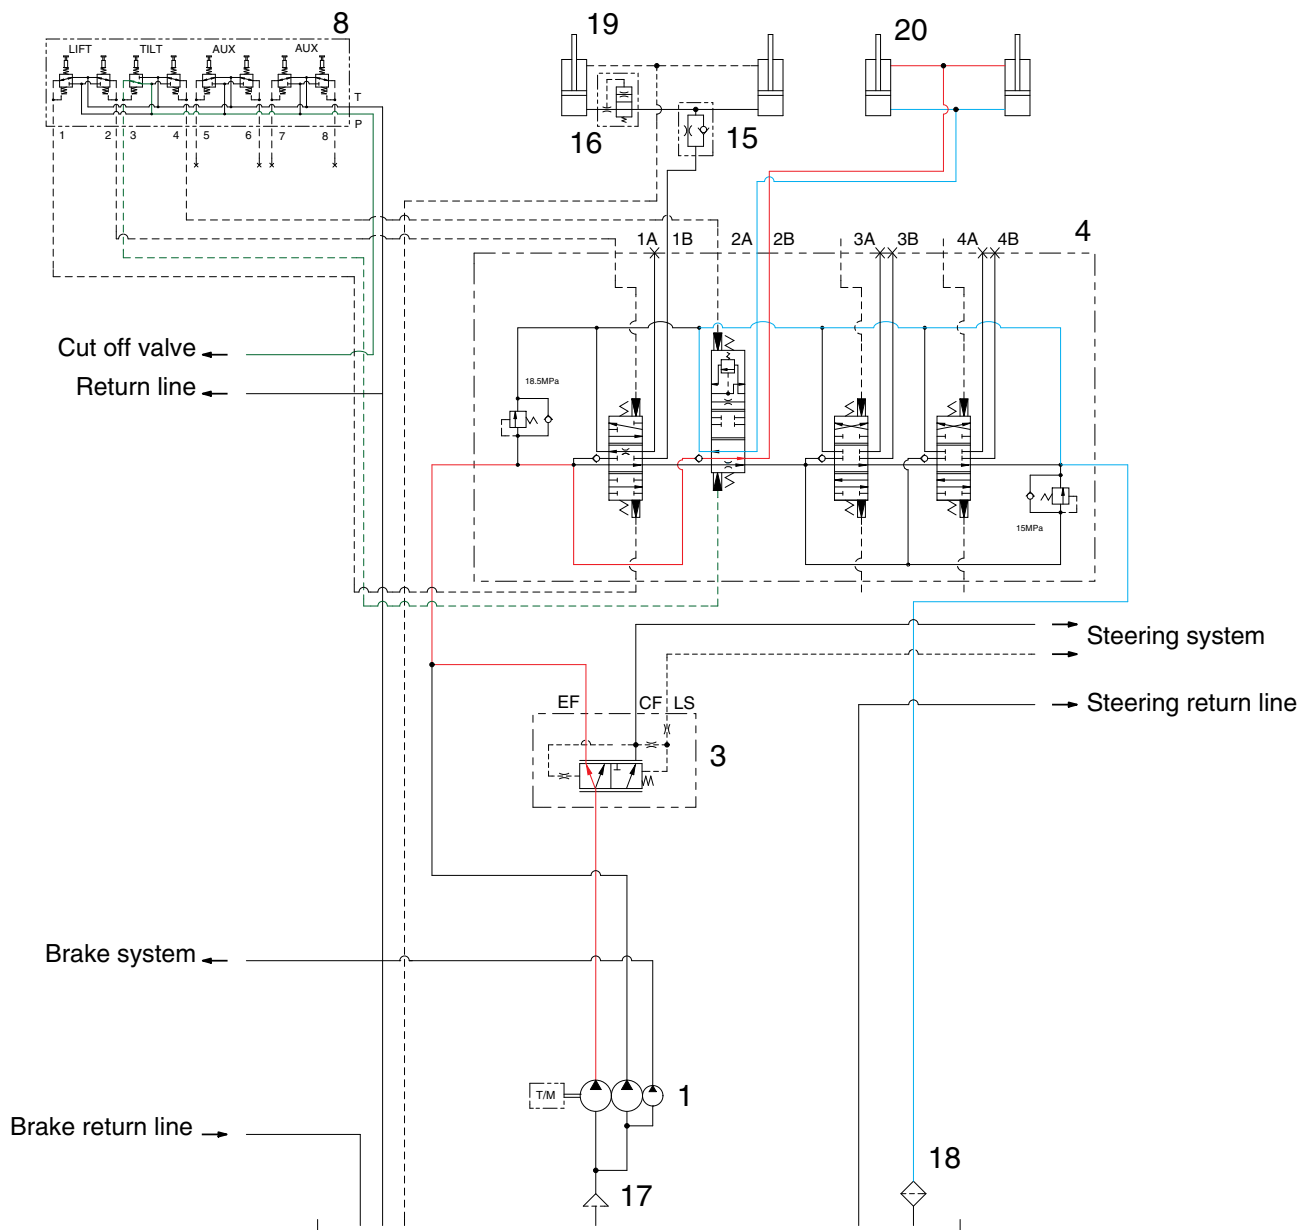 8
19
20
LIFT
TILT
AUX
AUX
T
P
1
2
3
4
5
6
7
8
16
15
1A
1B
2A
2B
3A
3B
4A
4B
4
Cut off valve
Return line
18.5MPa
15MPa
Steering system
EF
CF
LS
Steering return line
3
Brake system
T/M
1
Brake return line
17
18